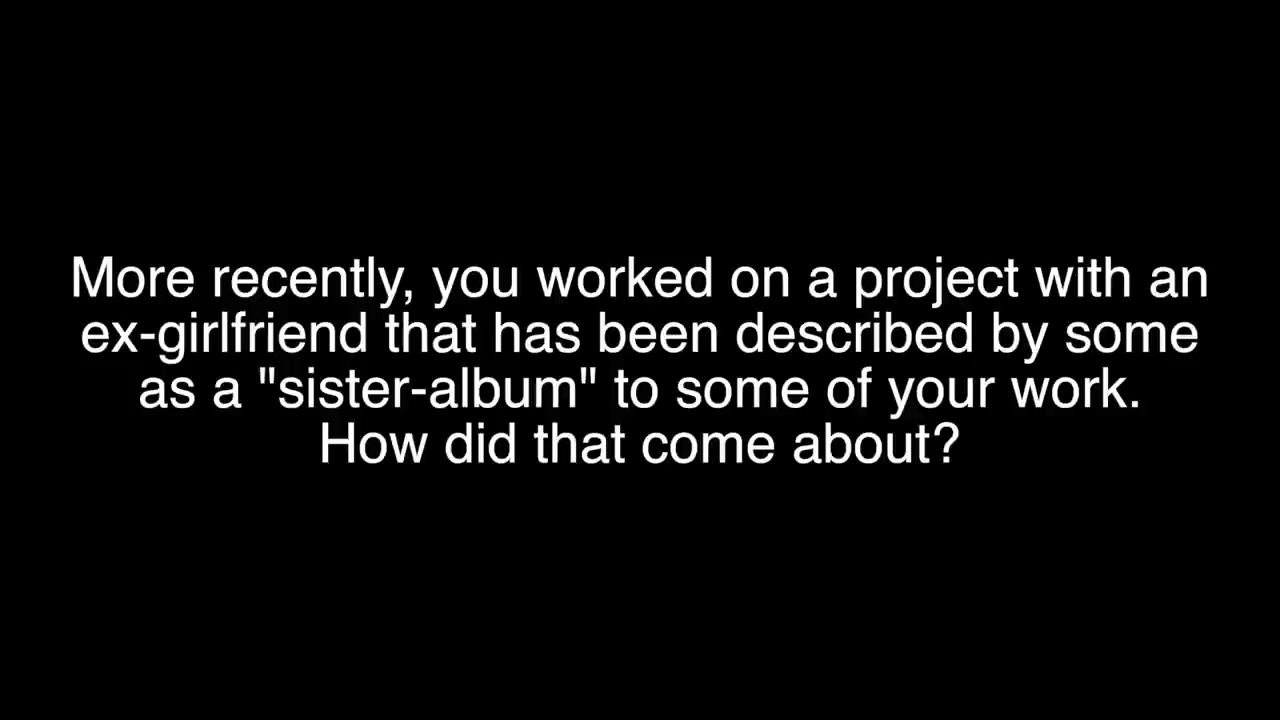 More recently, you worked on a project with an
ex-girlfriend that has been described by some
as a "sister-album" to some of your work.
How did that come about?